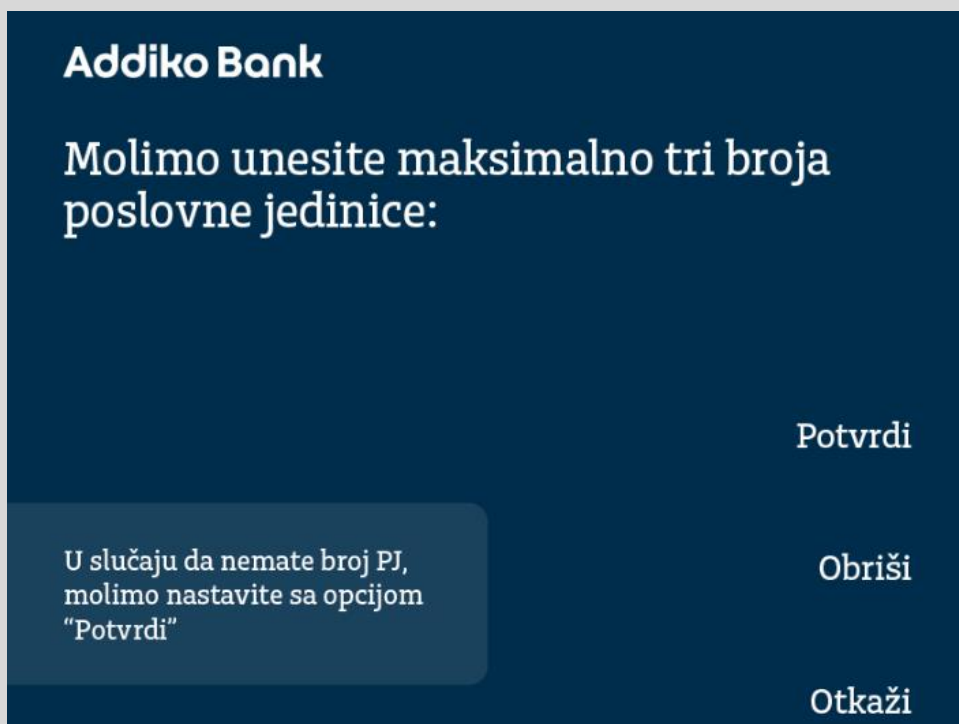 Addiko Bank
Molimo unesite maksimalno tri broja
poslovne jedinice:
Potvrdi
U slučaju da nemate broj PJ,
molimo nastavite sa opcijom
“Potvrdi”
Obriši
Otkaži